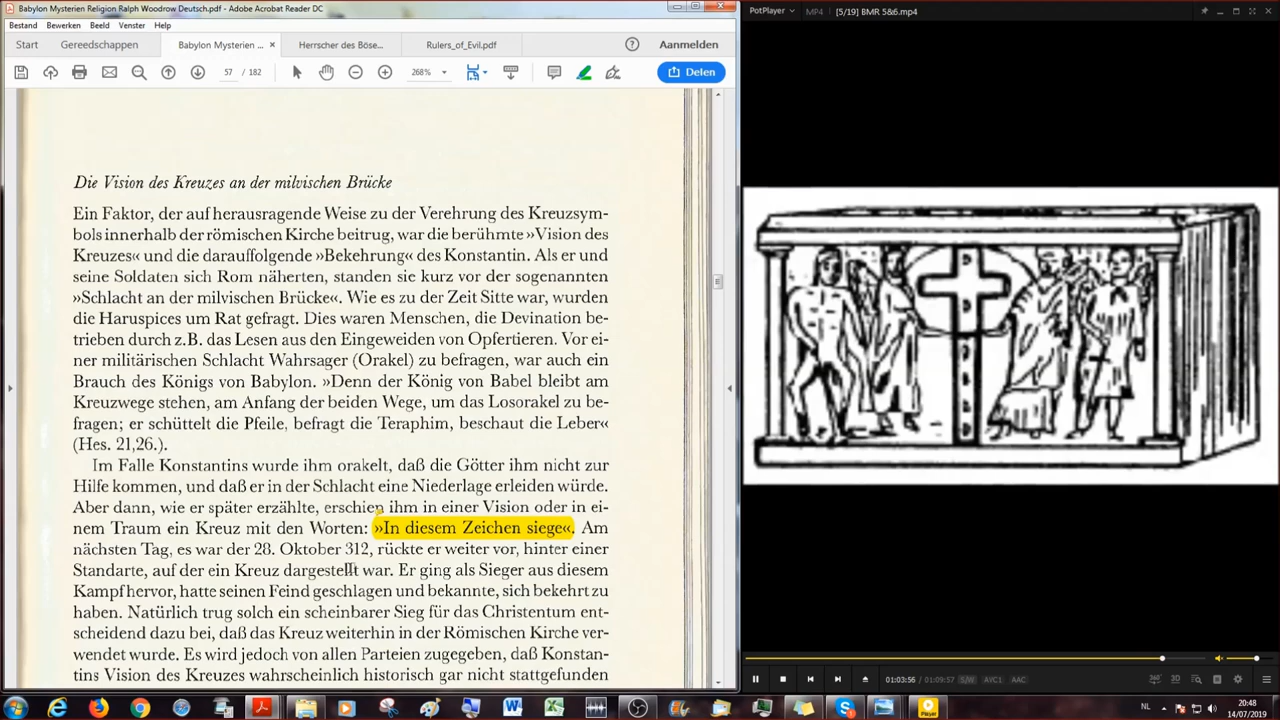 Babylon Mysterien Religion Ralph Woodrow Deutsch.pdf - Adobe Acrobat Reader DC
Bestand Bewerken Beeld Venster Help
Start Gereedschappen Babylon Mysterien ... × Herrscher des Böse... Rulers_of_Evil.pdf Aanmelden
57 / 182 268% Delen
Die Vision des Kreuzes an der milvischen Brücke
Ein Faktor, der auf herausragende Weise zu der Verehrung des Kreuzsym-
bols innerhalb der römischen Kirche beitrug, war die berühmte »Vision des
Kreuzes« und die darauffolgende »Bekehrung« des Konstantin. Als er und
seine Soldaten sich Rom näherten, standen sie kurz vor der sogenannten
»Schlacht an der milvischen Brücke«. Wie es zu der Zeit Sitte war, wurden
die Haruspices um Rat gefragt. Dies waren Menschen, die Devination be-
trieben durch z.B. das Lesen aus den Eingeweiden von Opfertieren. Vor ei-
ner militärischen Schlacht Wahrsager (Orakel) zu befragen, war auch ein
Brauch des Königs von Babylon. »Denn der König von Babel bleibt am
Kreuzwege stehen, am Anfang der beiden Wege, um das Losorakel zu be-
fragen; er schüttelt die Pfeile, befragt die Teraphim, beschaut die Leber«
(Hes. 21,26.).
Im Falle Konstantins wurde ihm orakelt, daß die Götter ihm nicht zur
Hilfe kommen, und daß er in der Schlacht eine Niederlage erleiden würde.
Aber dann, wie er später erzählte, erschien ihm in einer Vision oder in ei-
nem Traum ein Kreuz mit den Worten: »In diesem Zeichen siege«. Am
nächsten Tag, es war der 28. Oktober 312, rückte er weiter vor, hinter einer
Standarte, auf der ein Kreuz dargestellt war. Er ging als Sieger aus diesem
Kampf hervor, hatte seinen Feind geschlagen und bekannte, sich bekehrt zu
haben. Natürlich trug solch ein scheinbarer Sieg für das Christentum ent-
scheidend dazu bei, daß das Kreuz weiterhin in der Römischen Kirche ver-
wendet wurde. Es wird jedoch von allen Parteien zugegeben, daß Konstan-
tins Vision des Kreuzes wahrscheinlich historisch gar nicht stattgefunden
PotPlayer MP4 [5/19] BMR 5&6.mp4
01:03:56 / 01:09:57 S/W AVC1 AAC
360° 3D
NL 20:48
14/07/2019
Player